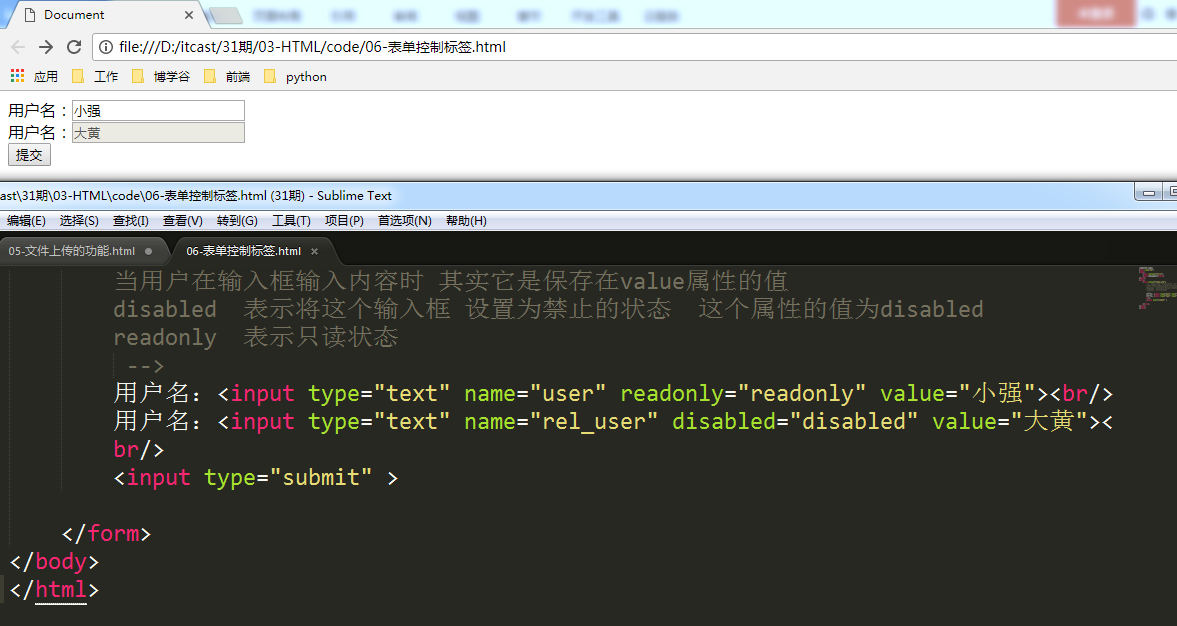 Document
file:///D:/itcast/31期/03-HTML/code/06-表单控制标签.html
应用 工作 博学谷 前端 python
用户名：小强
用户名：大黄
提交
ast\31期\03-HTML\code\06-表单控制标签.html (31期) - Sublime Text
编辑(E) 选择(S) 查找(I) 查看(V) 转到(G) 工具(T) 项目(P) 首选项(N) 帮助(H)
05-文件上传的功能.html 06-表单控制标签.html
当用户在输入框输入内容时 其实它是保存在value属性的值
disabled 表示将这个输入框 设置为禁止的状态 这个属性的值为disabled
readonly 表示只读状态
-->
用户名：<input type="text" name="user" readonly="readonly" value="小强"><br/>
用户名：<input type="text" name="rel_user" disabled="disabled" value="大黄"><
br/>
<input type="submit" >
</form>
</body>
</html>